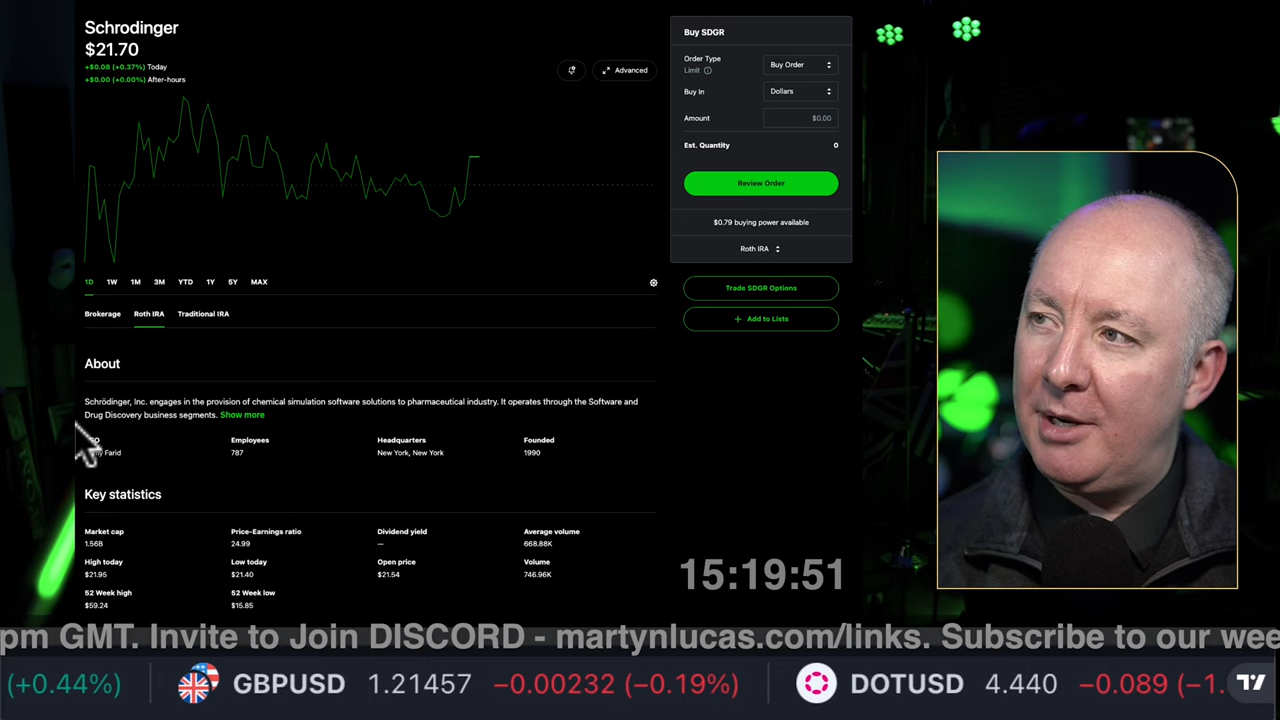 Schrodinger
$21.70
+$0.08 (+0.37%) Today
+$0.00 (+0.00%) After-hours
Advanced
1D 1W 1M 3M YTD 1Y 5Y MAX
Brokerage Roth IRA Traditional IRA
About
Schrödinger, Inc. engages in the provision of chemical simulation software solutions to pharmaceutical industry. It operates through the Software and
Drug Discovery business segments. Show more
Employees Headquarters Founded
Farid 787 New York, New York 1990
Key statistics
Market cap Price-Earnings ratio Dividend yield Average volume
1.56B 24.99 — 668.88K
High today Low today Open price Volume
$21.95 $21.40 $21.54 746.96K
52 Week high 52 Week low
$59.24 $15.85
Buy SDGR
Order Type
Limit Buy Order
Buy In Dollars
Amount $0.00
Est. Quantity 0
Review Order
$0.79 buying power available
Roth IRA
Trade SDGR Options
+ Add to Lists
15:19:51
pm GMT. Invite to Join DISCORD - martynlucas.com/links. Subscribe to our wee
(+0.44%) GBPUSD 1.21457 −0.00232 (−0.19%) DOTUSD 4.440 −0.089 (−1.